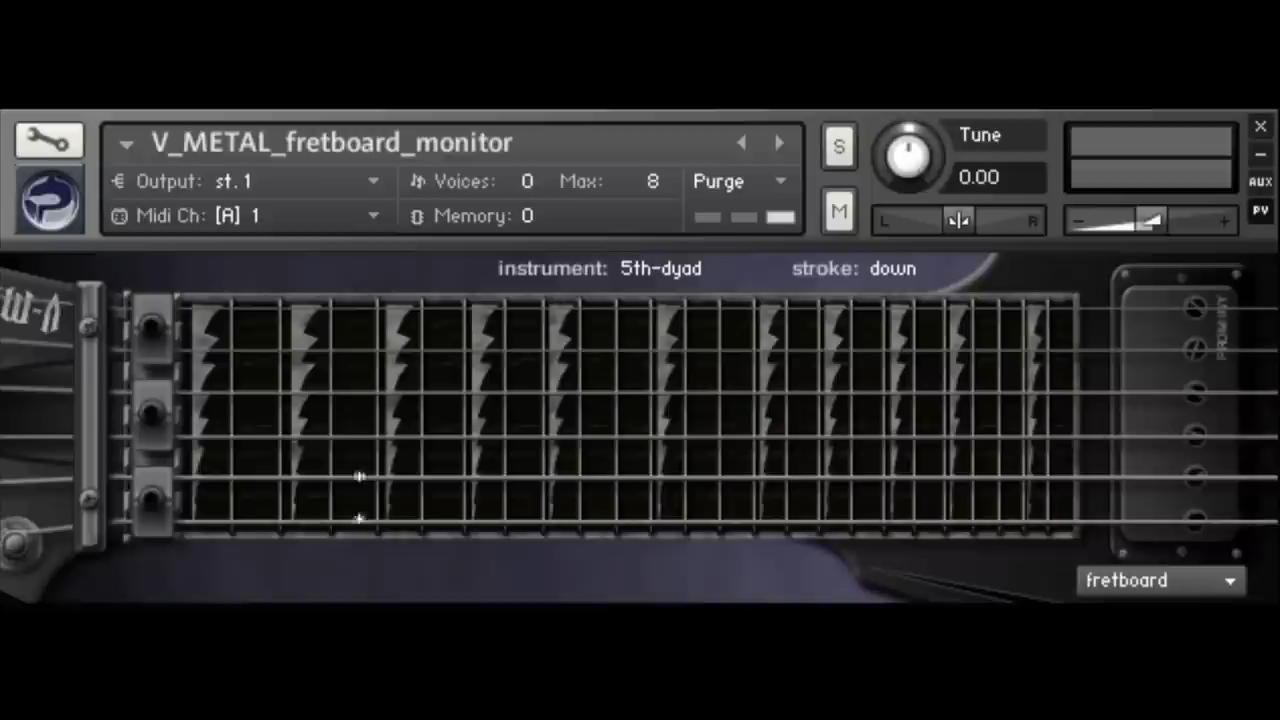 V_METAL_fretboard_monitor
S
Tune
Output: st. 1
Voices: 0 Max: 8
Purge
0.00
AUX
Midi Ch: [A] 1
Memory: 0
M
L
R
PV
instrument: 5th-dyad
stroke: down
V-M
PROMINY
fretboard